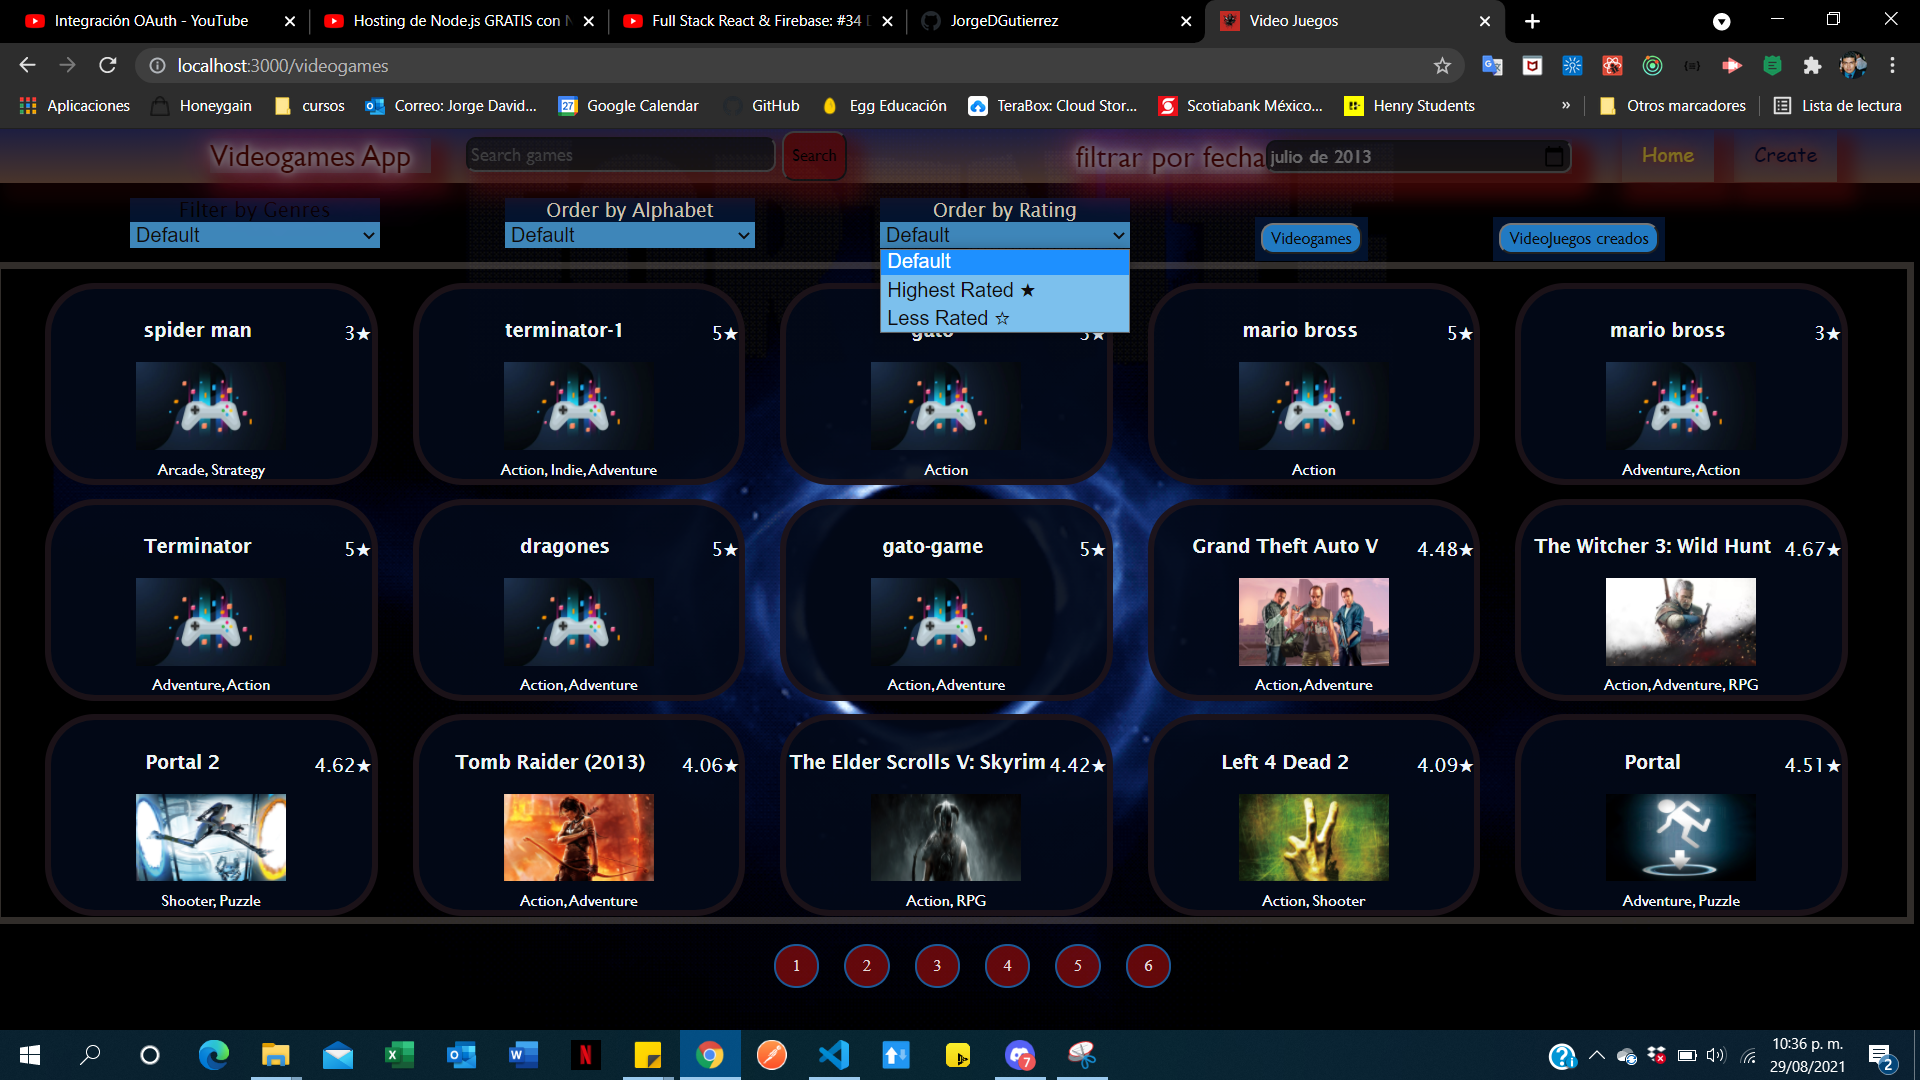 Integración OAuth - YouTube
Hosting de Node.js GRATIS con N
Full Stack React & Firebase: #34 D
JorgeDGutierrez
Video Juegos
localhost:3000/videogames
Aplicaciones
Honeygain
cursos
Correo: Jorge David...
27
Google Calendar
GitHub
Egg Educación
TeraBox: Cloud Stor...
Scotiabank México...
Henry Students
»
Otros marcadores
Lista de lectura
Videogames App
Search games
Search
filtrar por fecha
julio de 2013
Home
Create
Filter by Genres
Default
Order by Alphabet
Default
Order by Rating
Default
Default
Highest Rated ★
Less Rated ☆
Videogames
VideoJuegos creados
spider man
3★
Arcade, Strategy
terminator-1
5★
Action, Indie, Adventure
gato
3★
Action
mario bross
5★
Action
mario bross
3★
Adventure, Action
Terminator
5★
Adventure, Action
dragones
5★
Action, Adventure
gato-game
5★
Action, Adventure
Grand Theft Auto V
4.48★
Action, Adventure
The Witcher 3: Wild Hunt
4.67★
Action, Adventure, RPG
Portal 2
4.62★
Shooter, Puzzle
Tomb Raider (2013)
4.06★
Action, Adventure
The Elder Scrolls V: Skyrim
4.42★
Action, RPG
Left 4 Dead 2
4.09★
Action, Shooter
Portal
4.51★
Adventure, Puzzle
1
2
3
4
5
6
7
10:36 p. m.
29/08/2021
2